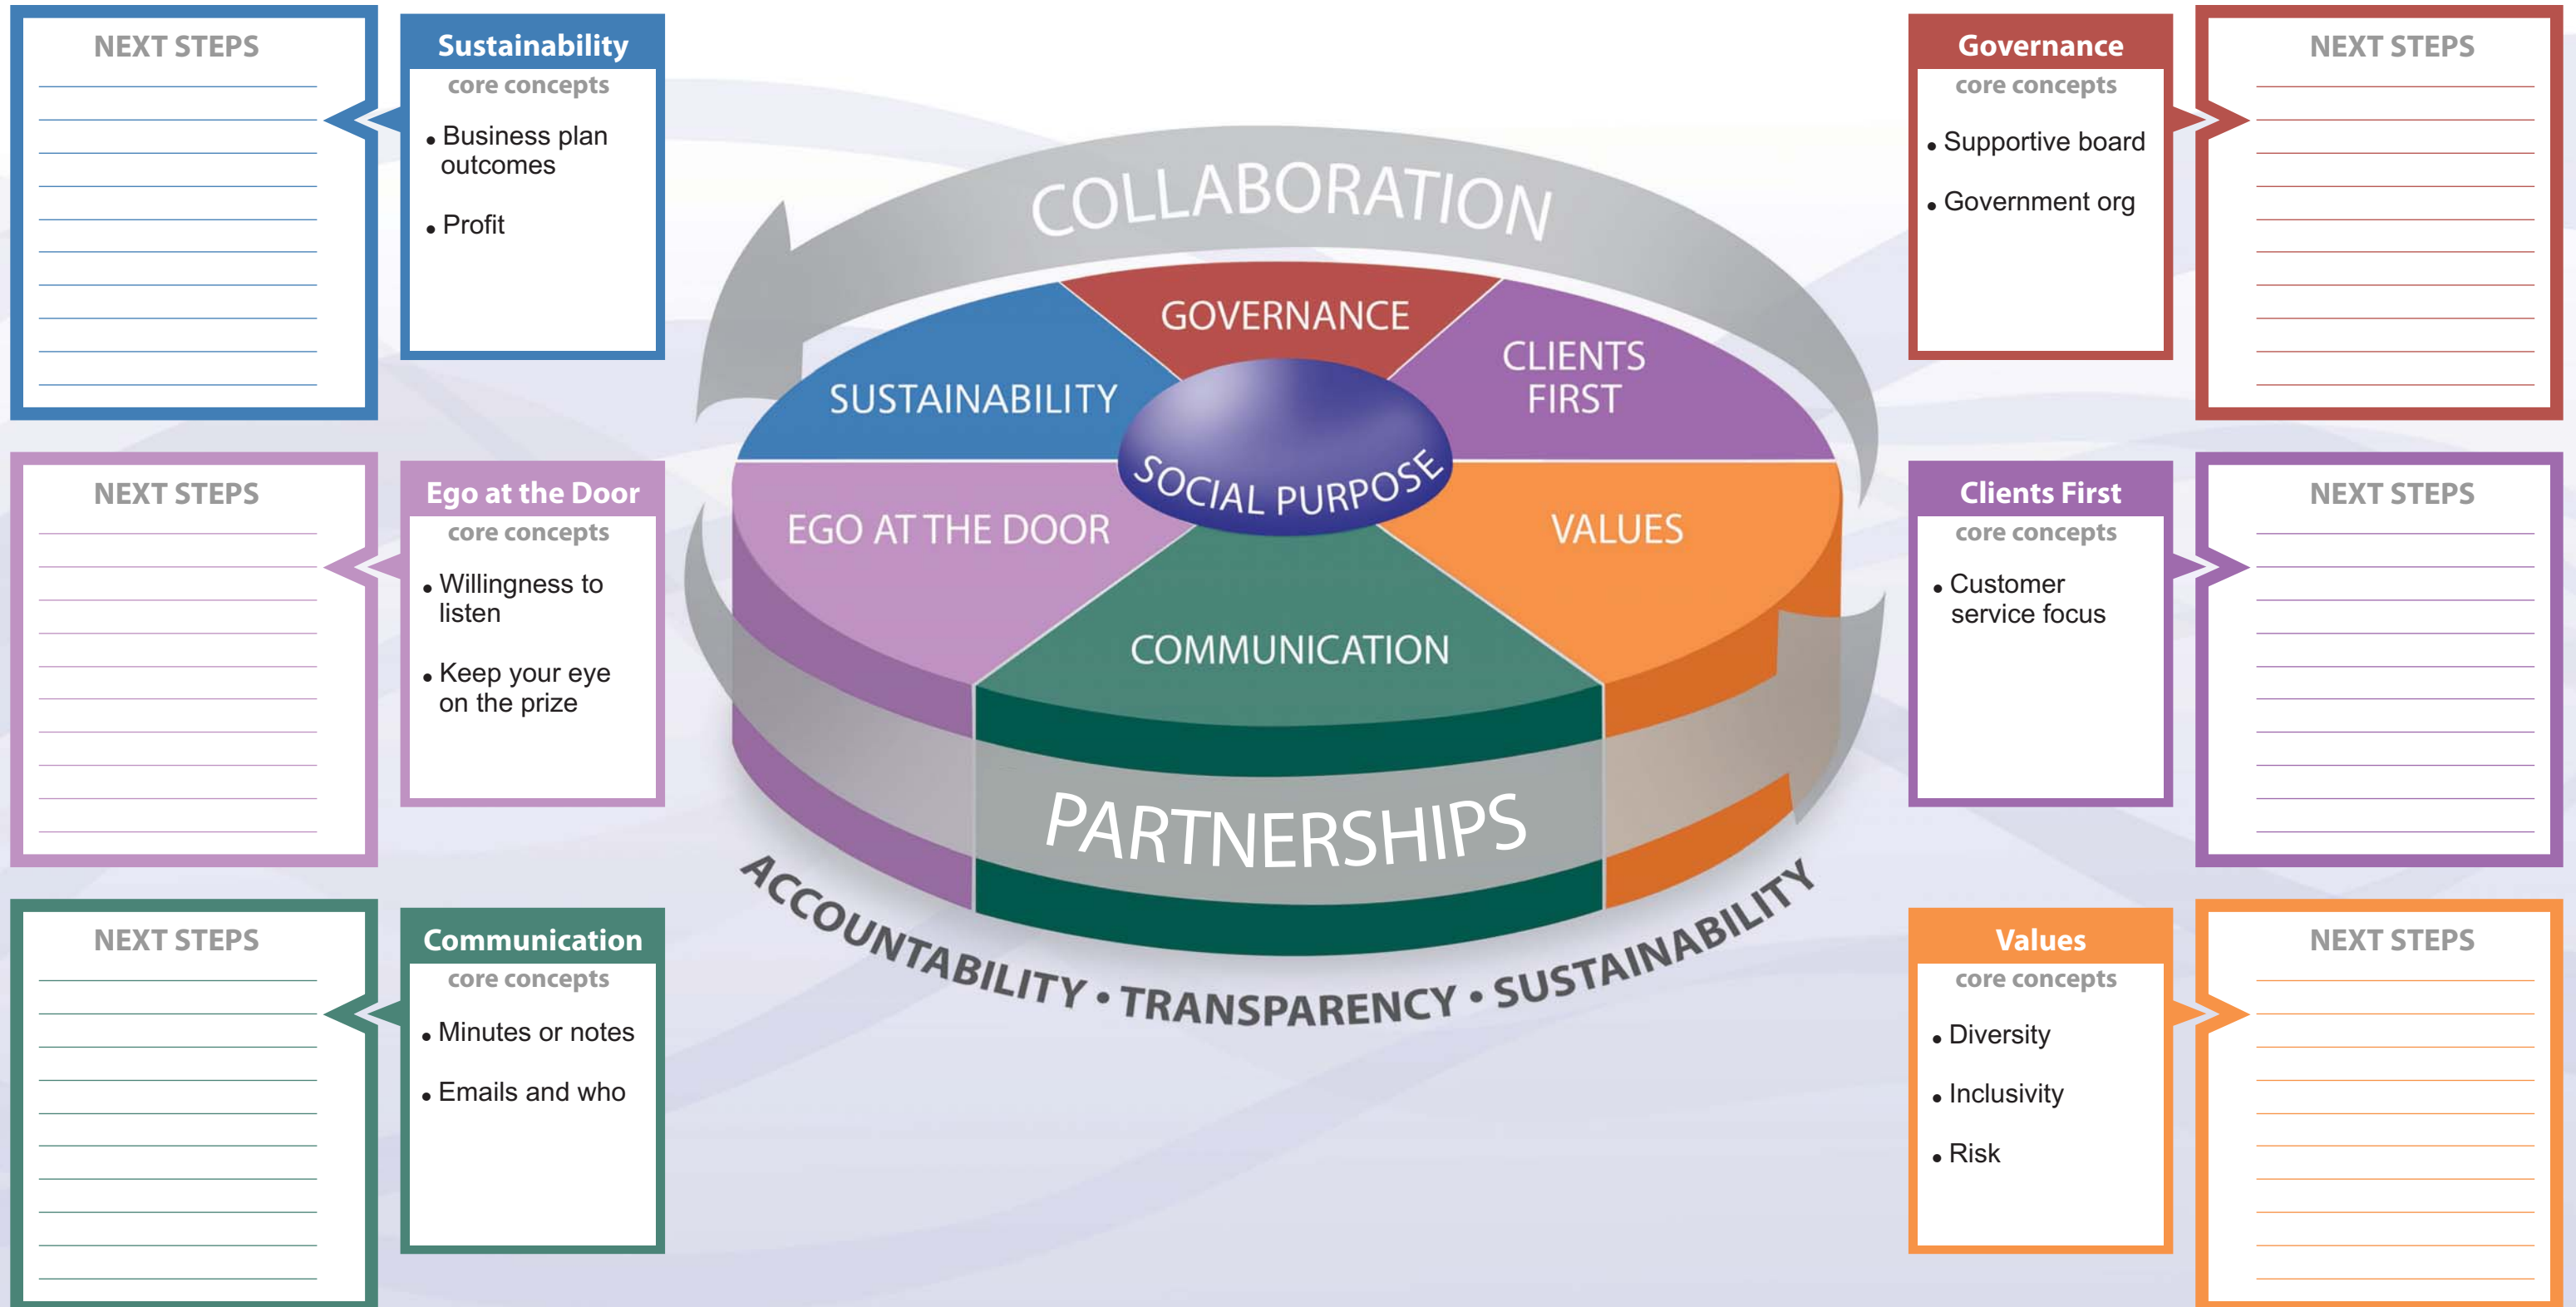 NEXT STEPS
Sustainability
core concepts
• Business plan
outcomes
• Profit
NEXT STEPS
Ego at the Door
core concepts
• Willingness to
listen
• Keep your eye
on the prize
NEXT STEPS
Communication
core concepts
• Minutes or notes
• Emails and who
COLLABORATION
GOVERNANCE
CLIENTS
FIRST
SUSTAINABILITY
SOCIAL PURPOSE
EGO AT THE DOOR
VALUES
COMMUNICATION
PARTNERSHIPS
ACCOUNTABILITY • TRANSPARENCY • SUSTAINABILITY
Governance
core concepts
• Supportive board
• Government org
NEXT STEPS
Clients First
core concepts
• Customer
service focus
NEXT STEPS
Values
core concepts
• Diversity
• Inclusivity
• Risk
NEXT STEPS